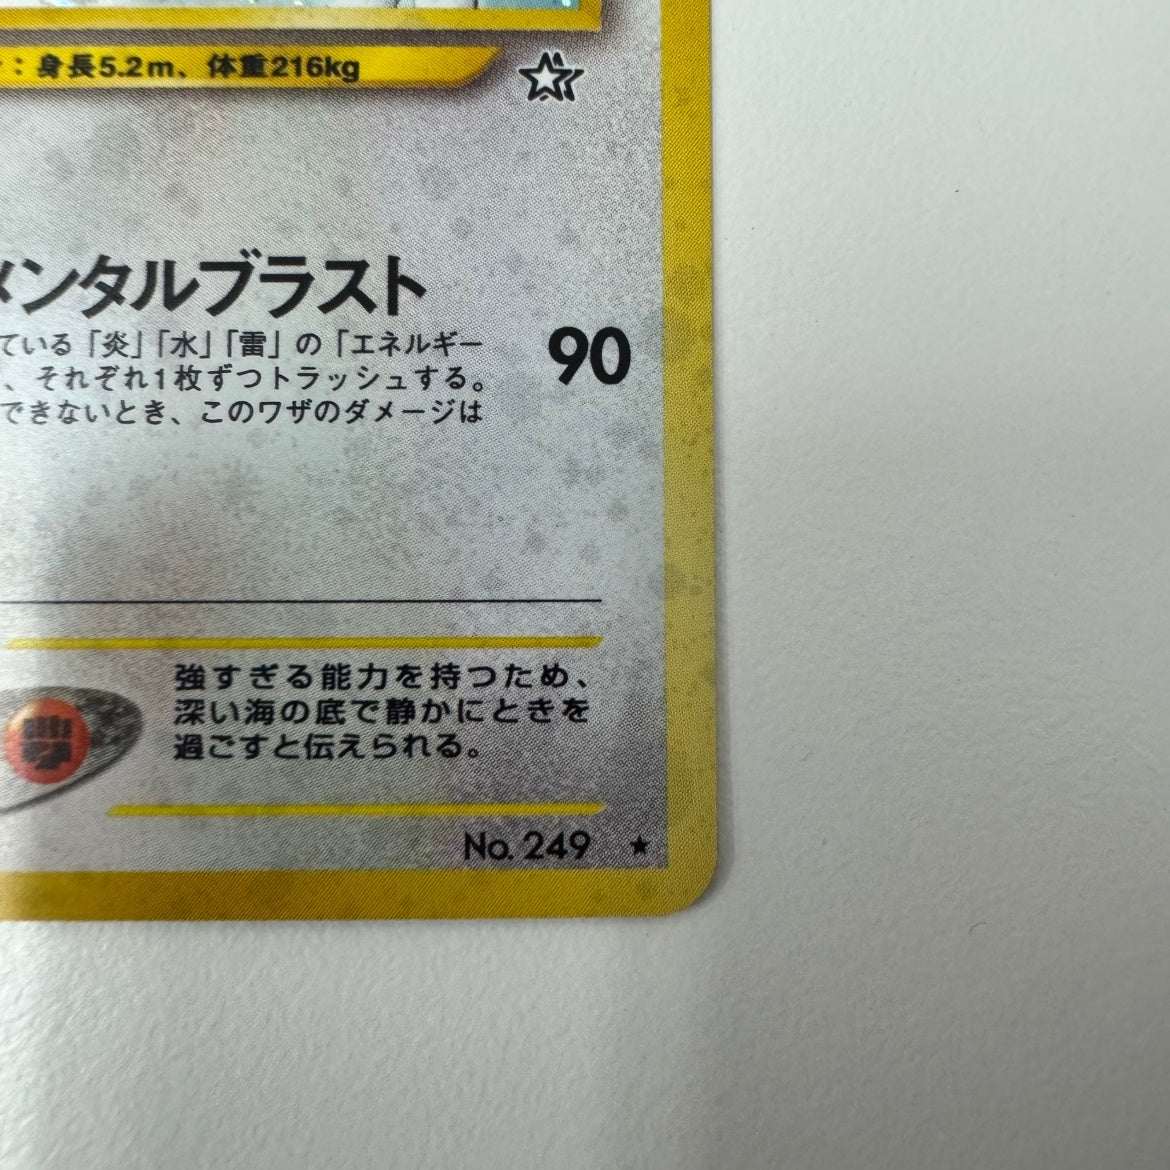 ：身長5.2m、体重216kg
メンタルブラスト
ている「炎」「水」「雷」の「エネルギー
、それぞれ1枚ずつトラッシュする。
できないとき、このワザのダメージは
90
強すぎる能力を持つため、
深い海の底で静かにときを
過ごすと伝えられる。
No. 249 ★